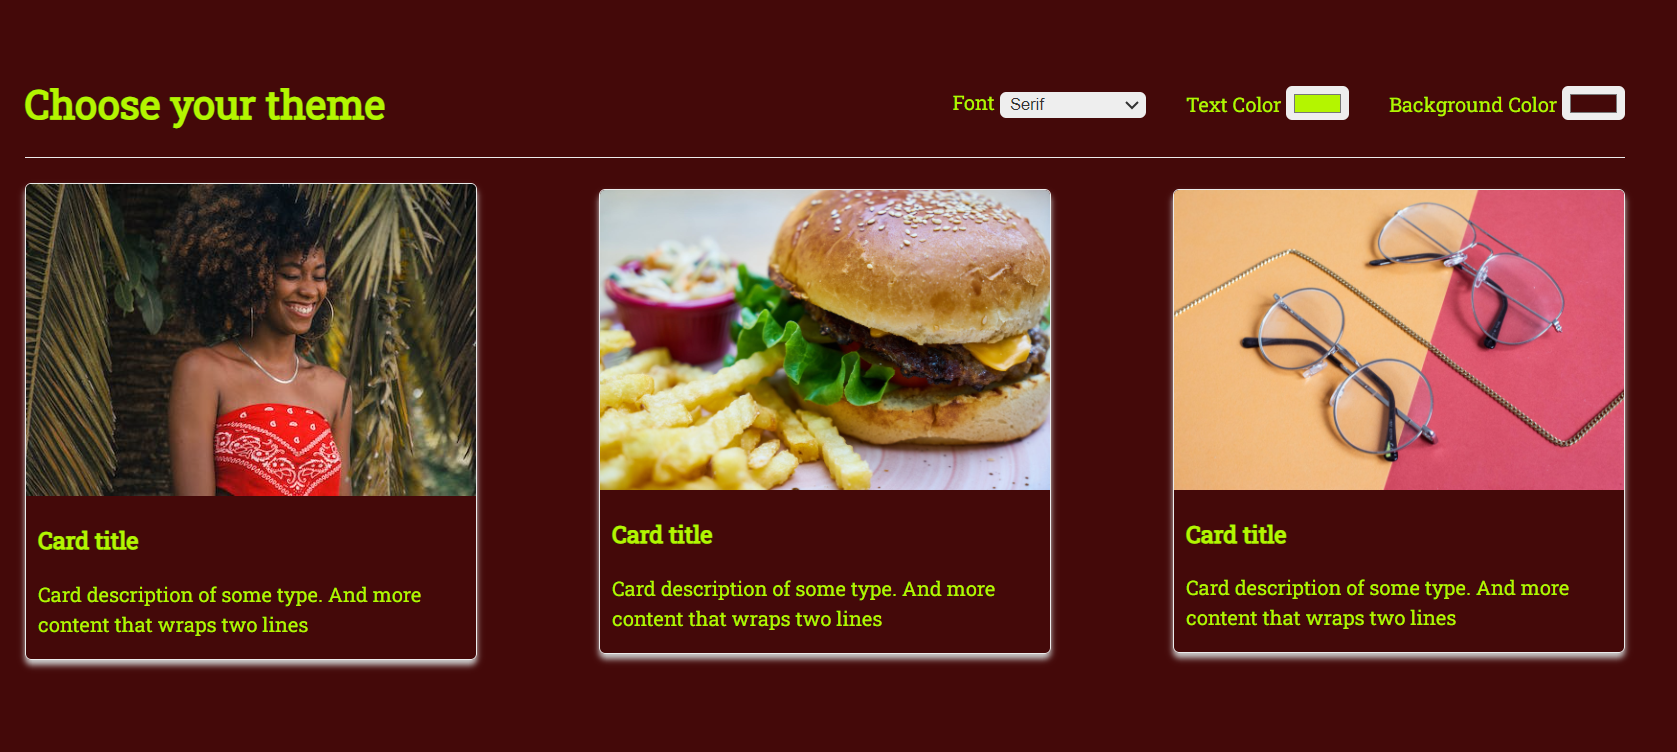 Choose your theme
Font Serif
Text Color
Background Color
Card title
Card description of some type. And more
content that wraps two lines
Card title
Card description of some type. And more
content that wraps two lines
Card title
Card description of some type. And more
content that wraps two lines